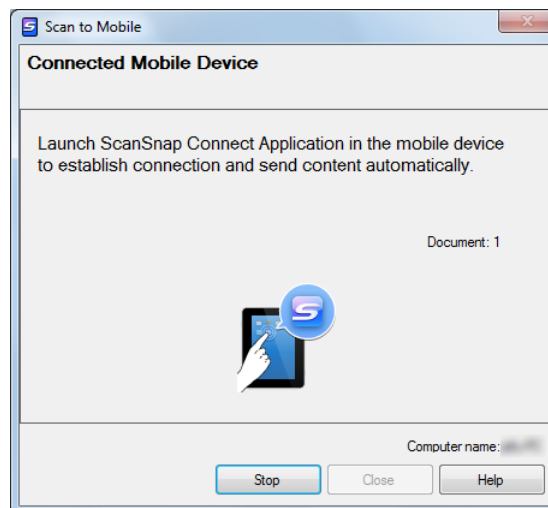 Scan to Mobile
Connected Mobile Device
Launch ScanSnap Connect Application in the mobile device
to establish connection and send content automatically.
Document: 1
Computer name:
Stop
Close
Help